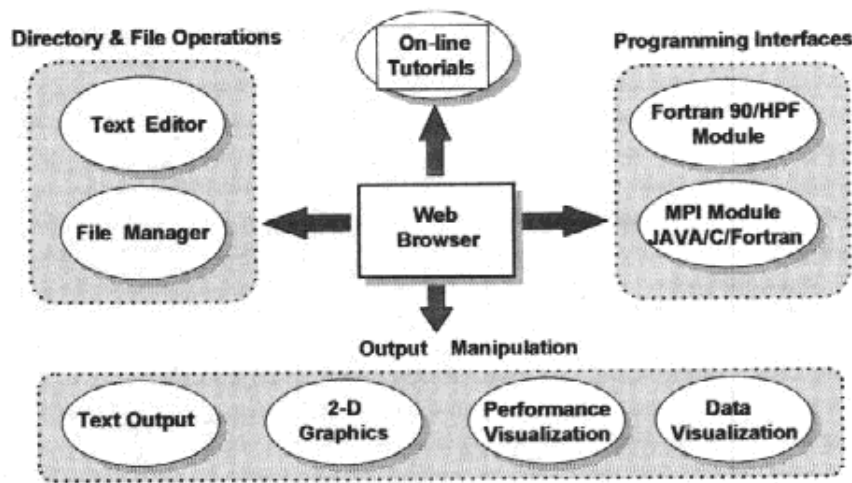 Directory & File Operations
On-line
Tutorials
Programming Interfaces
Text Editor
File Manager
Web
Browser
Fortran 90/HPF
Module
MPI Module
JAVA/C/Fortran
Output Manipulation
Text Output
2-D
Graphics
Performance
Visualization
Data
Visualization